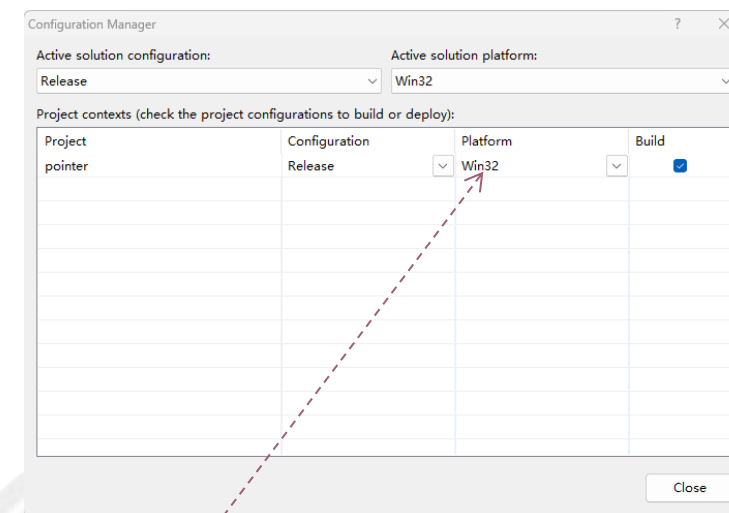 Configuration Manager ?
Active solution configuration: Active solution platform:
Release Win32
Project contexts (check the project configurations to build or deploy):
Project Configuration Platform Build
pointer Release Win32
Close